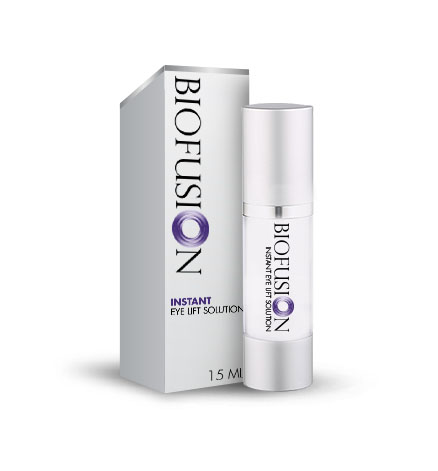 BIOFUSION
INSTANT
EYE LIFT SOLUTION
15 ML
BIOFUSION
INSTANT EYE LIFT SOLUTION